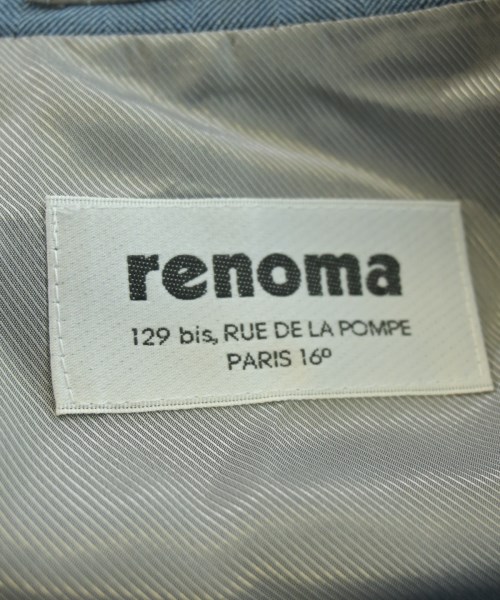 renoma
129 bis, RUE DE LA POMPE
PARIS 16º